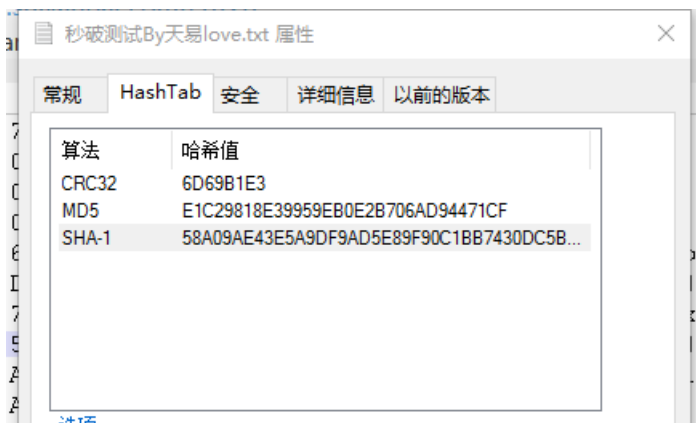 秒破测试By天易love.txt 属性
常规 HashTab 安全 详细信息 以前的版本
算法 哈希值
CRC32 6D69B1E3
MD5 E1C29818E39959EB0E2B706AD94471CF
SHA-1 58A09AE43E5A9DF9AD5E89F90C1BB7430DC5B...
选项